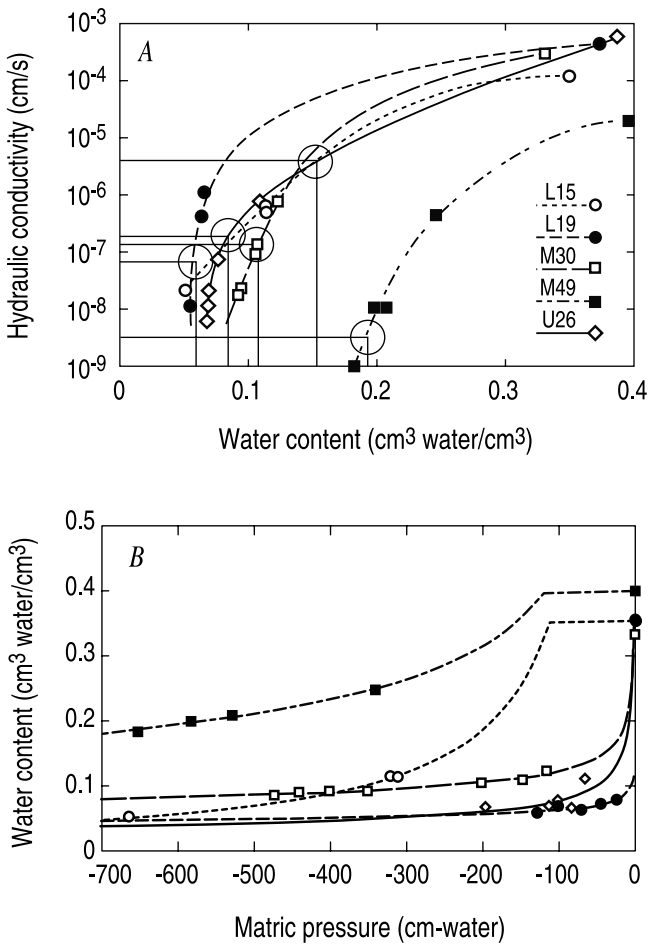 A
Hydraulic conductivity (cm/s)
10-3
10-4
10-5
10-6
10-7
10-8
10-9
0
0.1
0.2
0.3
0.4
L15
L19
M30
M49
U26
Water content (cm3 water/cm3)
B
Water content (cm3 water/cm3)
0.5
0.4
0.3
0.2
0.1
0
-700
-600
-500
-400
-300
-200
-100
0
Matric pressure (cm-water)